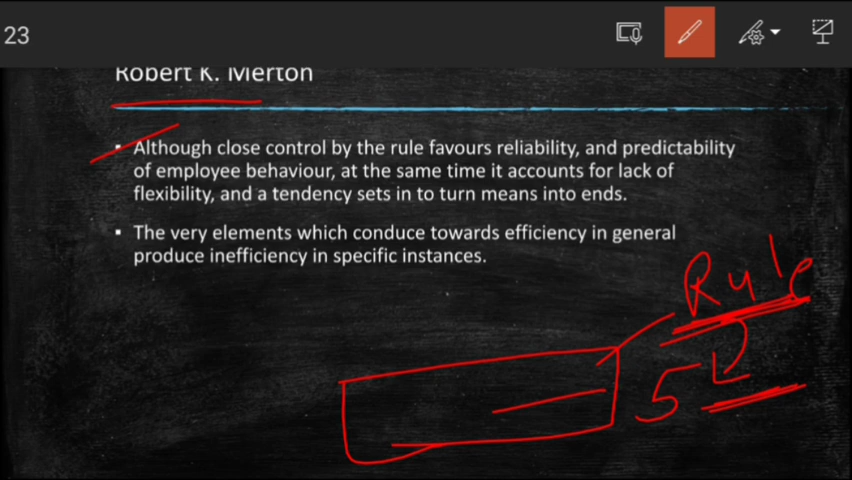 23
Robert K. Merton
▪ Although close control by the rule favours reliability, and predictability
of employee behaviour, at the same time it accounts for lack of
flexibility, and a tendency sets in to turn means into ends.
▪ The very elements which conduce towards efficiency in general
produce inefficiency in specific instances.
Rule